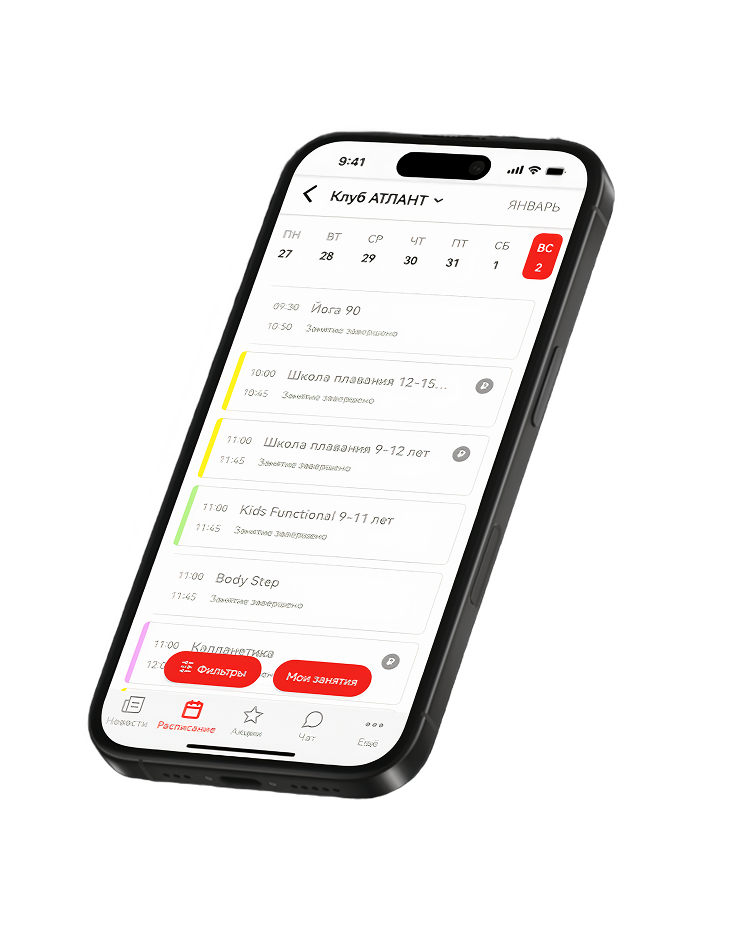 9:41
Клуб АТЛАНТ
ЯНВАРЬ
ПН ВТ СР ЧТ ПТ СБ ВС
27 28 29 30 31 1 2
09:30 Йога 90
10:50 Занятие завершено
10:00 Школа плавания 12-15...
₽
10:45 Занятие завершено
11:00 Школа плавания 9-12 лет
₽
11:45 Занятие завершено
11:00 Kids Functional 9-11 лет
11:45 Занятие завершено
11:00 Body Step
11:45 Занятие завершено
11:00 Калланетика
₽
12:0
Фильтры
Мои занятия
Новости
Расписание
Акции
Чат
Ещё